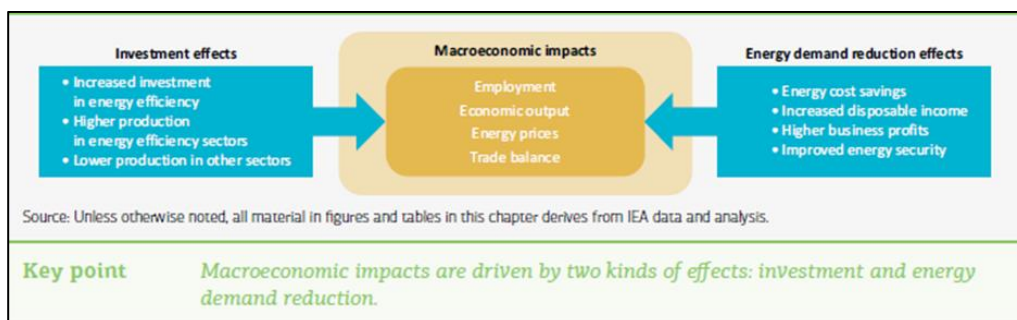 Investment effects
• Increased investment
in energy efficiency
• Higher production
in energy efficiency sectors
• Lower production in other sectors
Macroeconomic impacts
Employment
Economic output
Energy prices
Trade balance
Energy demand reduction effects
• Energy cost savings
• Increased disposable income
• Higher business profits
• Improved energy security
Source: Unless otherwise noted, all material in figures and tables in this chapter derives from IEA data and analysis.
Key point
Macroeconomic impacts are driven by two kinds of effects: investment and energy
demand reduction.